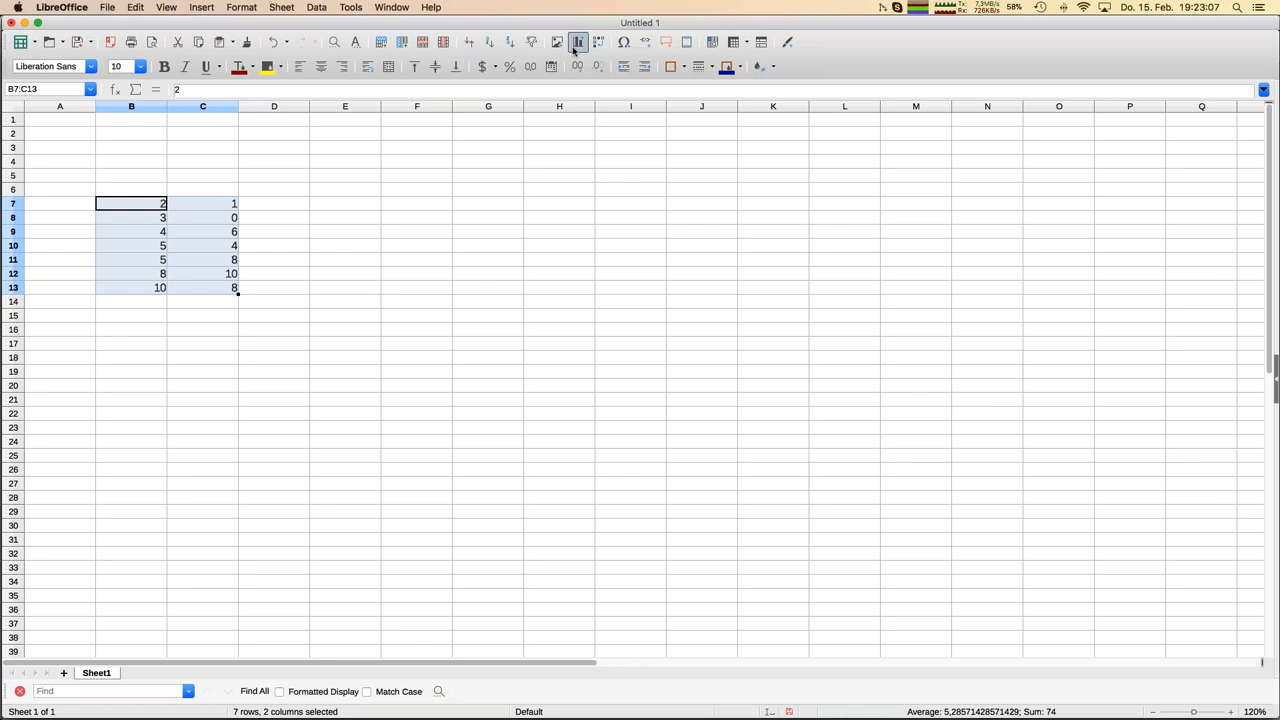 LibreOffice File Edit View Insert Format Sheet Data Tools Window Help Tx: 7,3MB/s Rx: 726KB/s 58% Do. 15. Feb. 19:23:07
Untitled 1
Liberation Sans 10
B7:C13 2
A B C D E F G H I J K L M N O P Q
1
2
3
4
5
6
7 2 1
8 3 0
9 4 6
10 5 4
11 5 8
12 8 10
13 10 8
14
15
16
17
18
19
20
21
22
23
24
25
26
27
28
29
30
31
32
33
34
35
36
37
38
39
Sheet1
Find Find All Formatted Display Match Case
Sheet 1 of 1 7 rows, 2 columns selected Default Average: 5,28571428571429; Sum: 74 120%